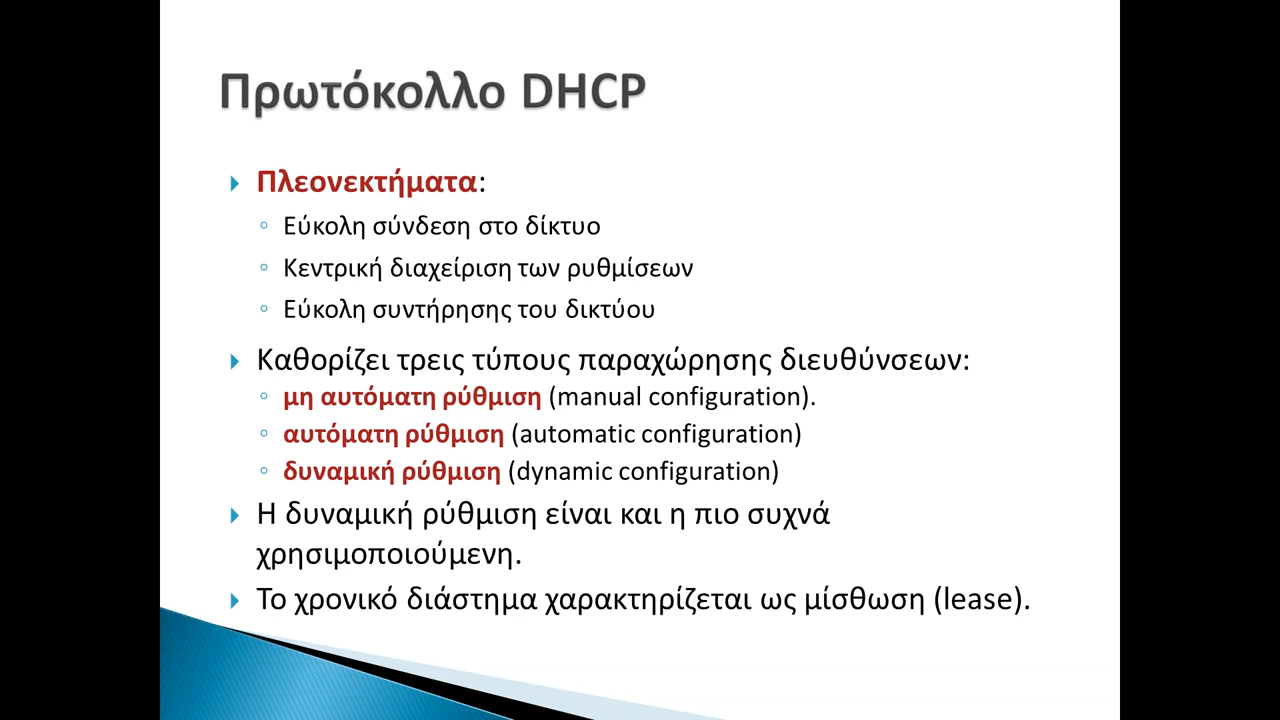 Πρωτόκολλο DHCP
Πλεονεκτήματα:
Εύκολη σύνδεση στο δίκτυο
Κεντρική διαχείριση των ρυθμίσεων
Εύκολη συντήρησης του δικτύου
Καθορίζει τρεις τύπους παραχώρησης διευθύνσεων:
μη αυτόματη ρύθμιση (manual configuration).
αυτόματη ρύθμιση (automatic configuration)
δυναμική ρύθμιση (dynamic configuration)
Η δυναμική ρύθμιση είναι και η πιο συχνά
χρησιμοποιούμενη.
Το χρονικό διάστημα χαρακτηρίζεται ως μίσθωση (lease).